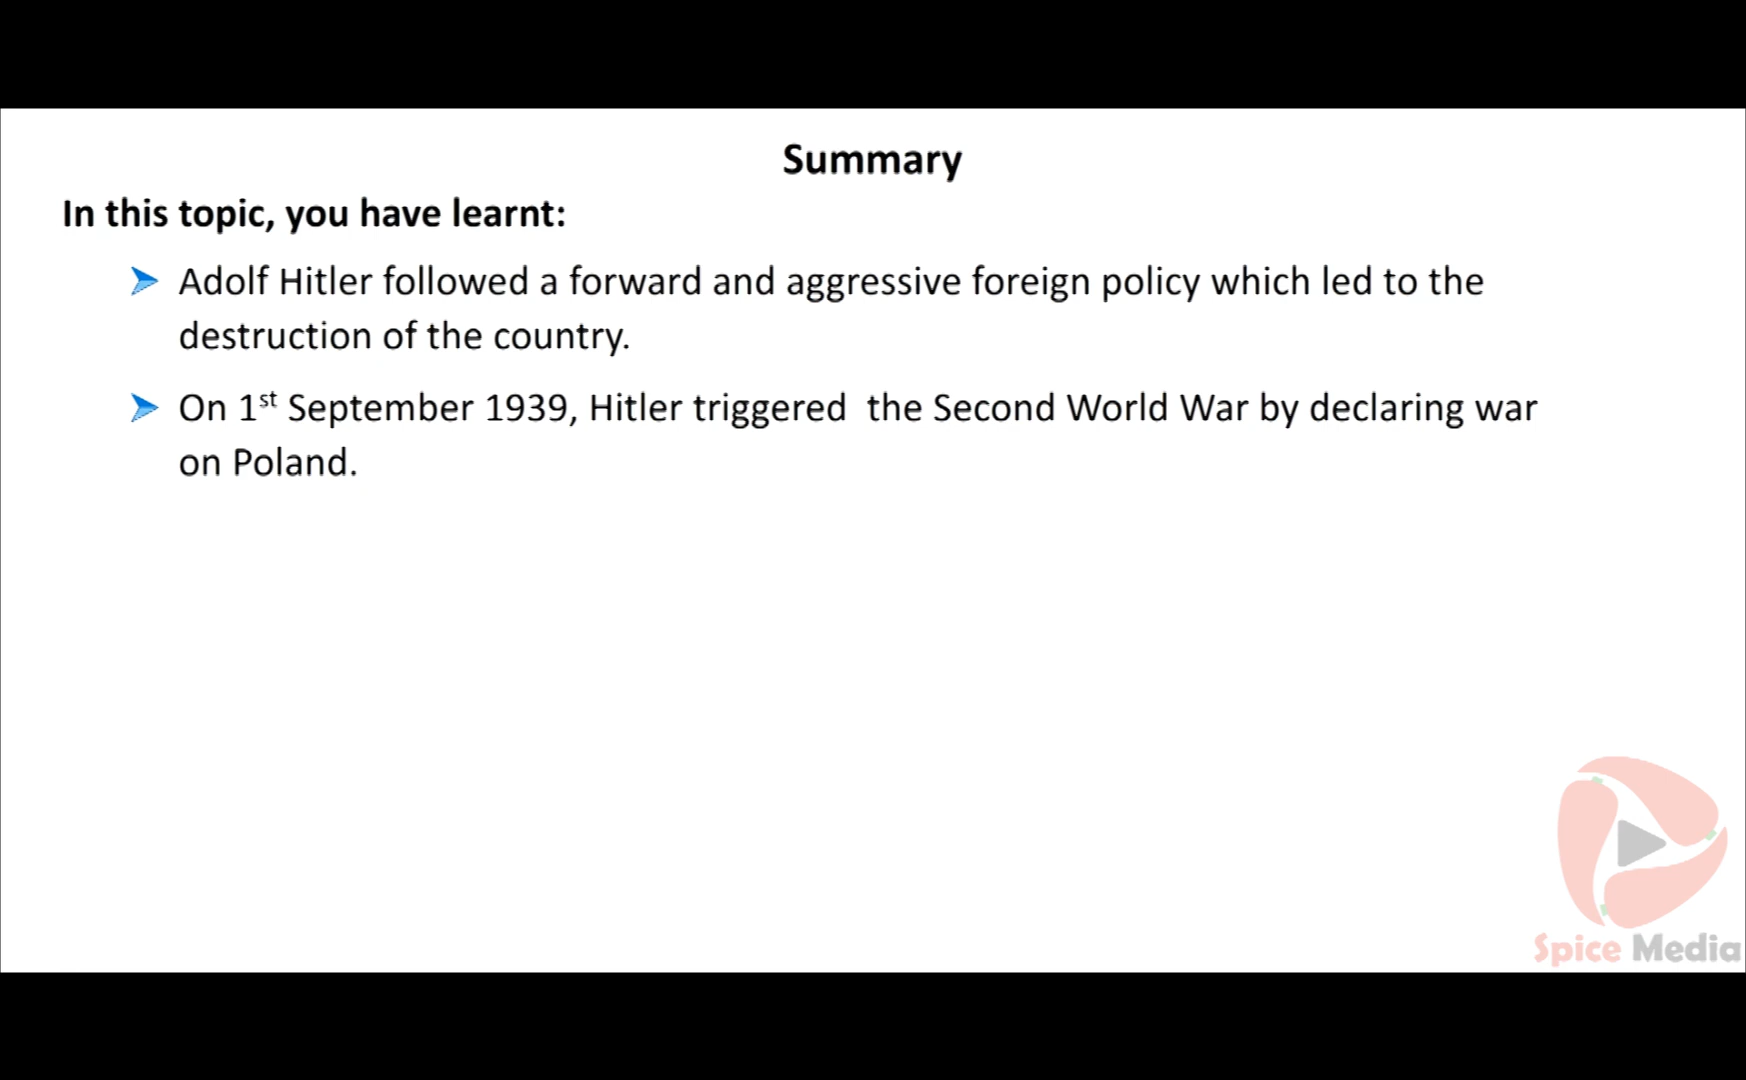 Summary
In this topic, you have learnt:
Adolf Hitler followed a forward and aggressive foreign policy which led to the
destruction of the country.
On 1st September 1939, Hitler triggered  the Second World War by declaring war
on Poland.
Spice Media